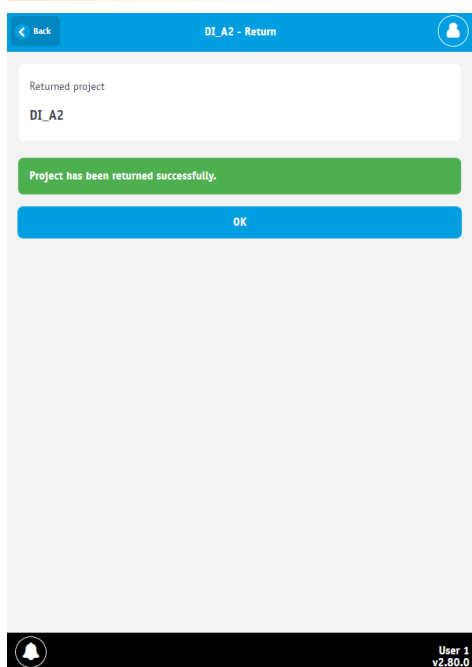 Back
DI_A2 - Return
Returned project
DI_A2
Project has been returned successfully.
OK
User 1
v2.80.0